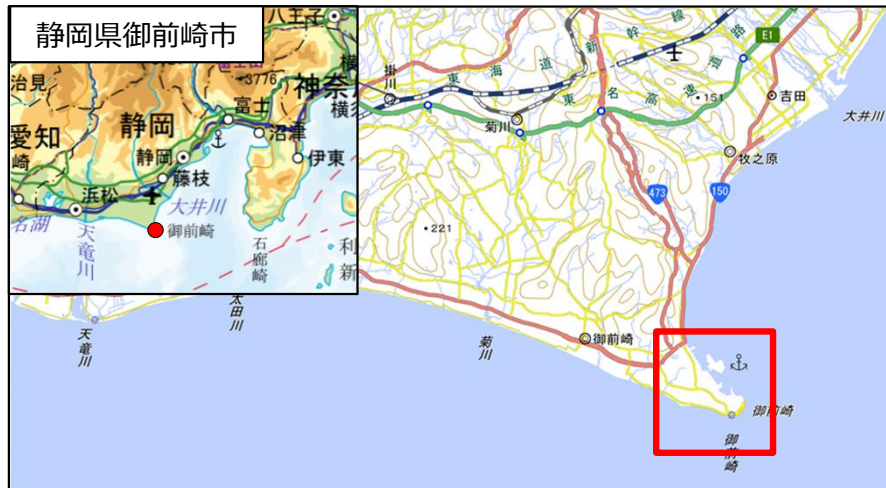 静岡県御前崎市
八王子
3776
神奈
治見
富士
横
愛知
静岡
沼津
崎
静岡
伊東
藤枝
浜松
大井川
名湖
天竜川
御前崎
石廊崎
利
新
掛川
東海道新幹線
E1
東名高速道路
151
吉田
菊川
大井川
牧之原
473
150
221
太田川
天竜川
菊川
御前崎
御前崎
御前崎